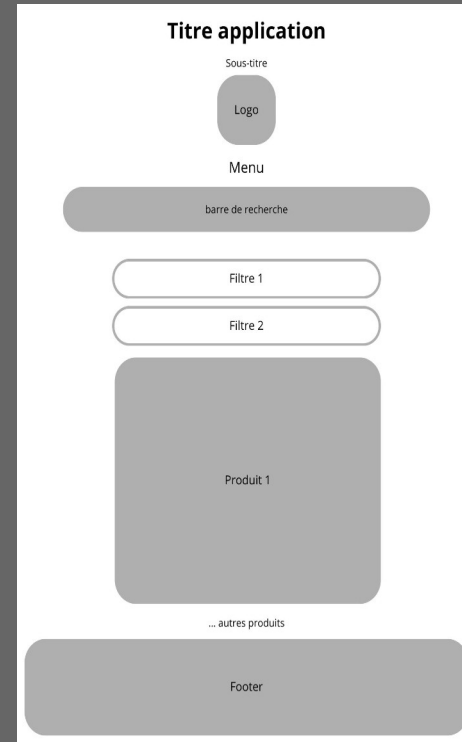 Titre application
Sous-titre
Logo
Menu
barre de recherche
Filtre 1
Filtre 2
Produit 1
... autres produits
Footer